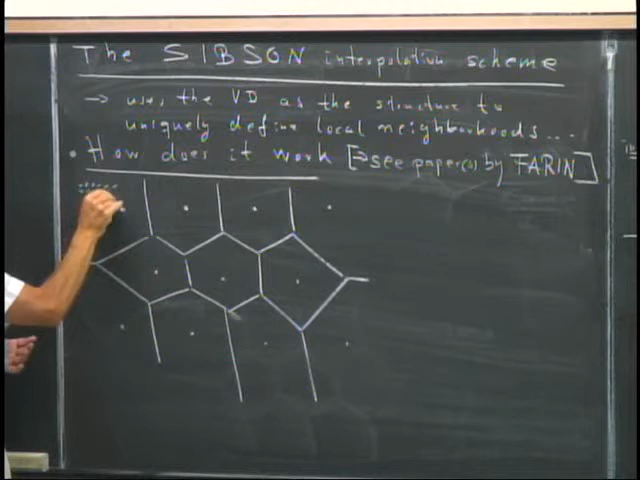 The SIBSON interpolation scheme
→ uses the VD as the structure to
uniquely define local neighborhoods...
• How does it work [⇒ see paper(s) by FARIN]